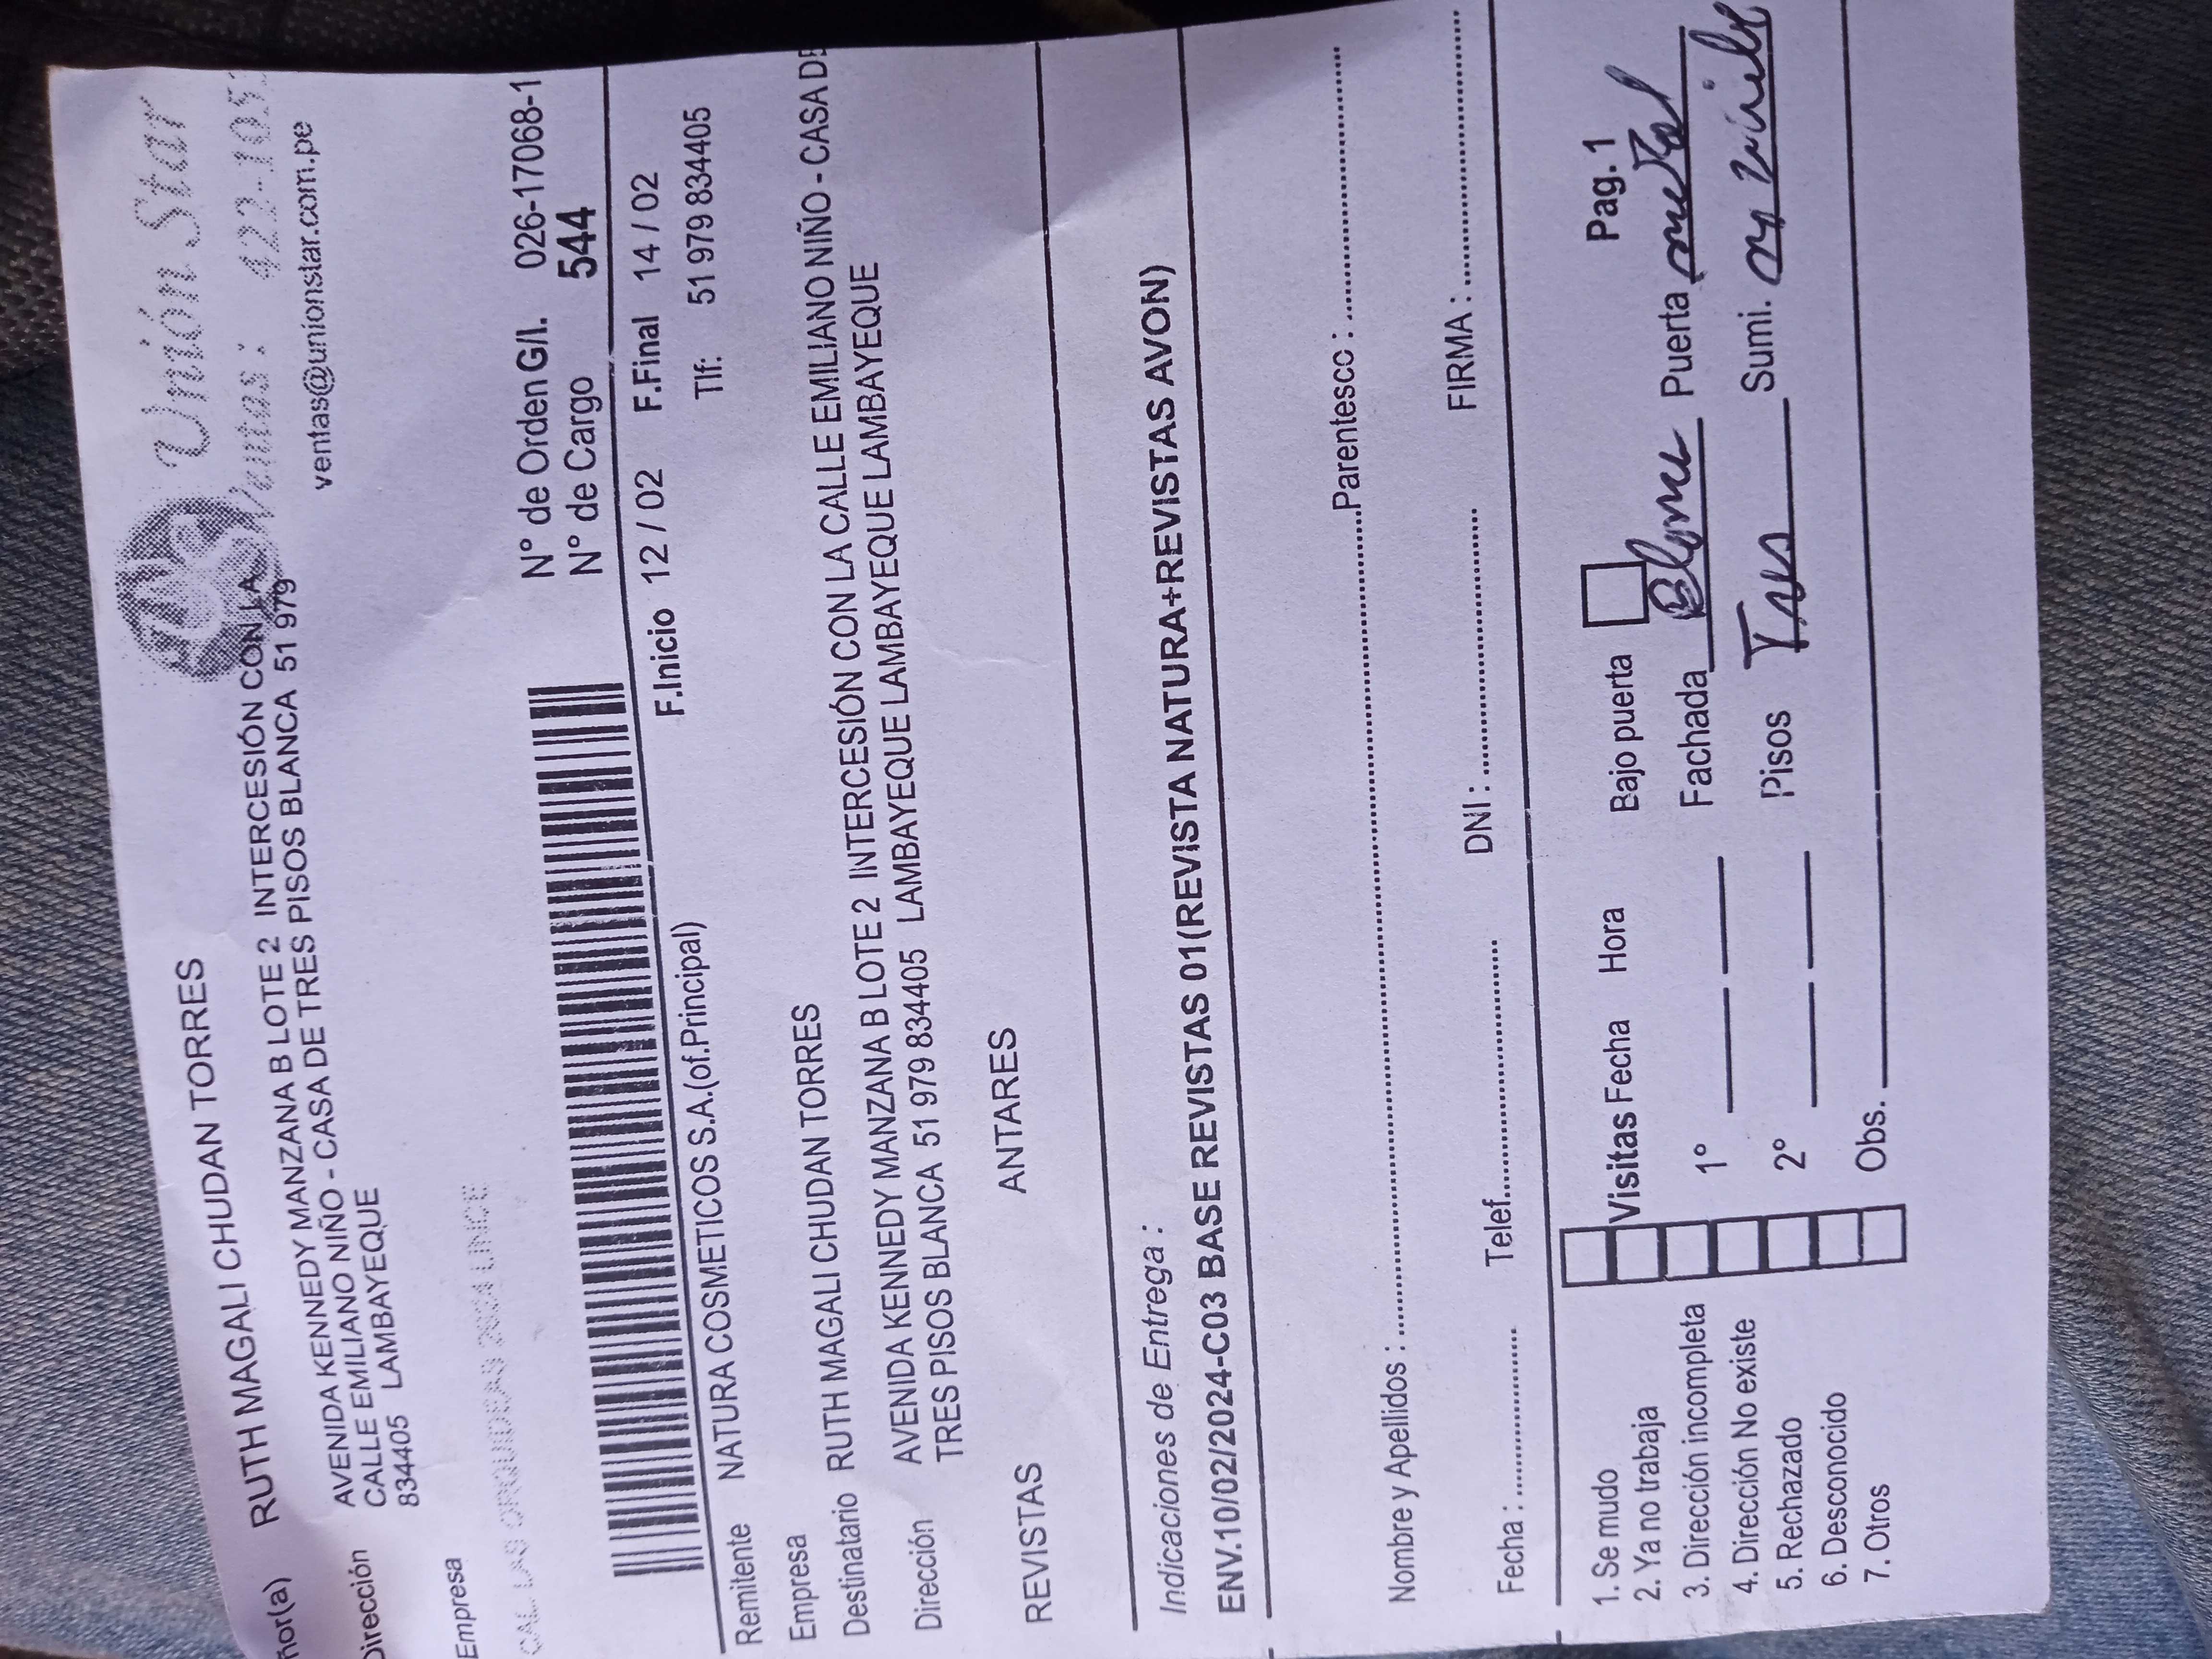 Unión Star
Ventas: 422-105
ventas@unionstar.com.pe
ñor(a) RUTH MAGALI CHUDAN TORRES
Dirección AVENIDA KENNEDY MANZANA B LOTE 2 INTERCESIÓN CON LA
CALLE EMILIANO NIÑO - CASA DE TRES PISOS BLANCA 51 979
834405 LAMBAYEQUE
Empresa
CAL. LAS ORQUIDEAS 2624 LINCE
N° de Orden G/I. 026-17068-1
N° de Cargo 544
F.Inicio 12 / 02 F.Final 14 / 02
Remitente NATURA COSMETICOS S.A.(of.Principal) Tlf: 51 979 834405
Empresa
Destinatario RUTH MAGALI CHUDAN TORRES
Dirección AVENIDA KENNEDY MANZANA B LOTE 2 INTERCESIÓN CON LA CALLE EMILIANO NIÑO - CASA DE
TRES PISOS BLANCA 51 979 834405 LAMBAYEQUE LAMBAYEQUE LAMBAYEQUE
REVISTAS ANTARES
Indicaciones de Entrega :
ENV.10/02/2024-C03 BASE REVISTAS 01(REVISTA NATURA+REVISTAS AVON)
Nombre y Apellidos : Parentesco :
Fecha : Telef. DNI : FIRMA :
Pag. 1
1. Se mudo Visitas Fecha Hora Bajo puerta
2. Ya no trabaja
3. Dirección incompleta 1° Fachada Puerta metal
4. Dirección No existe
5. Rechazado 2° Pisos Tres Sumi.
6. Desconocido
7. Otros Obs.